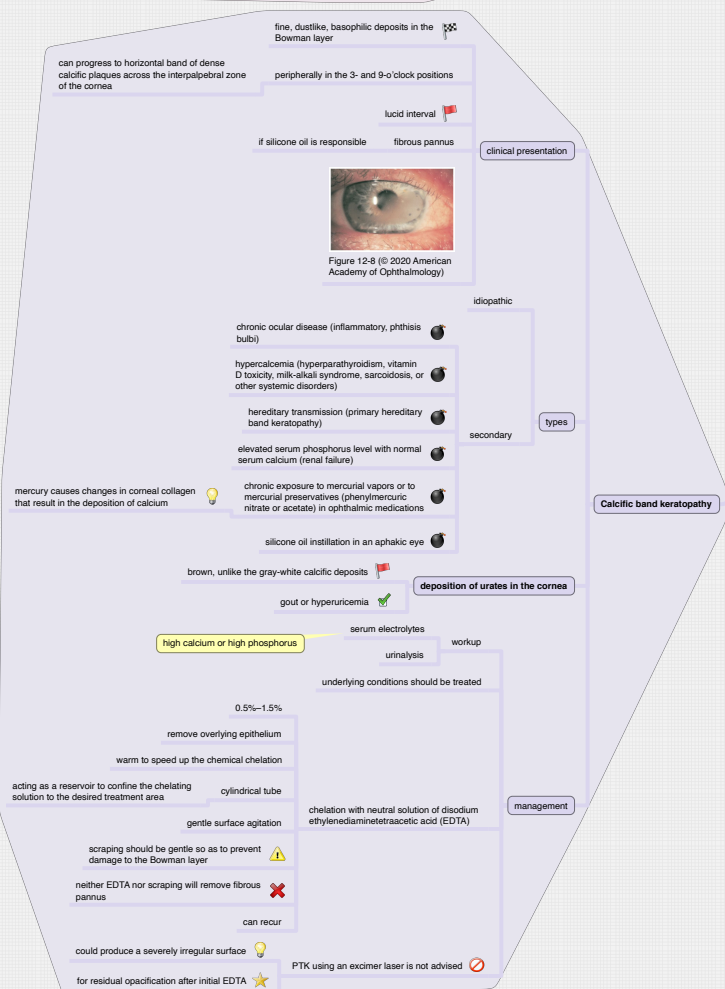 fine, dustlike, basophilic deposits in the
Bowman layer
can progress to horizontal band of dense
calcific plaques across the interpalpebral zone
of the cornea
peripherally in the 3- and 9-o'clock positions
lucid interval
if silicone oil is responsible
fibrous pannus
clinical presentation
Figure 12-8 (© 2020 American
Academy of Ophthalmology)
idiopathic
chronic ocular disease (inflammatory, phthisis
bulbi)
hypercalcemia (hyperparathyroidism, vitamin
D toxicity, milk-alkali syndrome, sarcoidosis, or
other systemic disorders)
hereditary transmission (primary hereditary
band keratopathy)
types
secondary
elevated serum phosphorus level with normal
serum calcium (renal failure)
mercury causes changes in corneal collagen
that result in the deposition of calcium
chronic exposure to mercurial vapors or to
mercurial preservatives (phenylmercuric
nitrate or acetate) in ophthalmic medications
Calcific band keratopathy
silicone oil instillation in an aphakic eye
brown, unlike the gray-white calcific deposits
deposition of urates in the cornea
gout or hyperuricemia
serum electrolytes
high calcium or high phosphorus
workup
urinalysis
underlying conditions should be treated
0.5%–1.5%
remove overlying epithelium
warm to speed up the chemical chelation
acting as a reservoir to confine the chelating
solution to the desired treatment area
cylindrical tube
chelation with neutral solution of disodium
ethylenediaminetetraacetic acid (EDTA)
management
gentle surface agitation
scraping should be gentle so as to prevent
damage to the Bowman layer
neither EDTA nor scraping will remove fibrous
pannus
can recur
could produce a severely irregular surface
PTK using an excimer laser is not advised
for residual opacification after initial EDTA